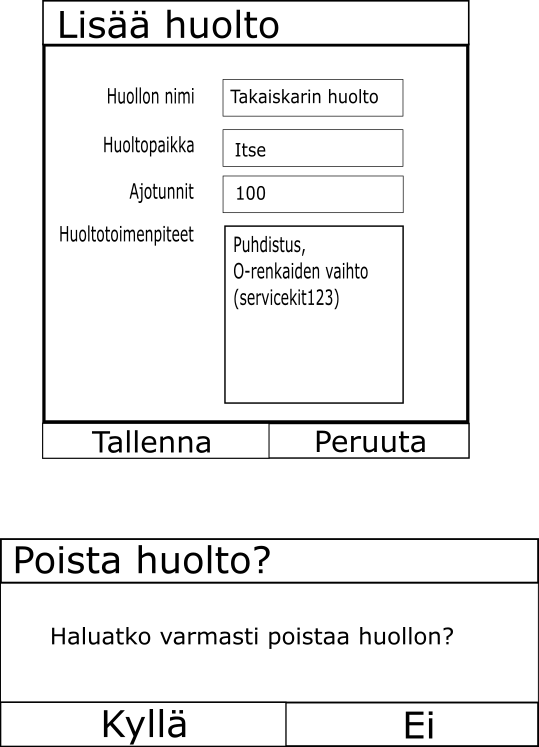 Lisää huolto
Huollon nimi Takaiskarin huolto
Huoltopaikka Itse
Ajotunnit 100
Huoltotoimenpiteet Puhdistus,
O-renkaiden vaihto
(servicekit123)
Tallenna Peruuta
Poista huolto?
Haluatko varmasti poistaa huollon?
Kyllä Ei